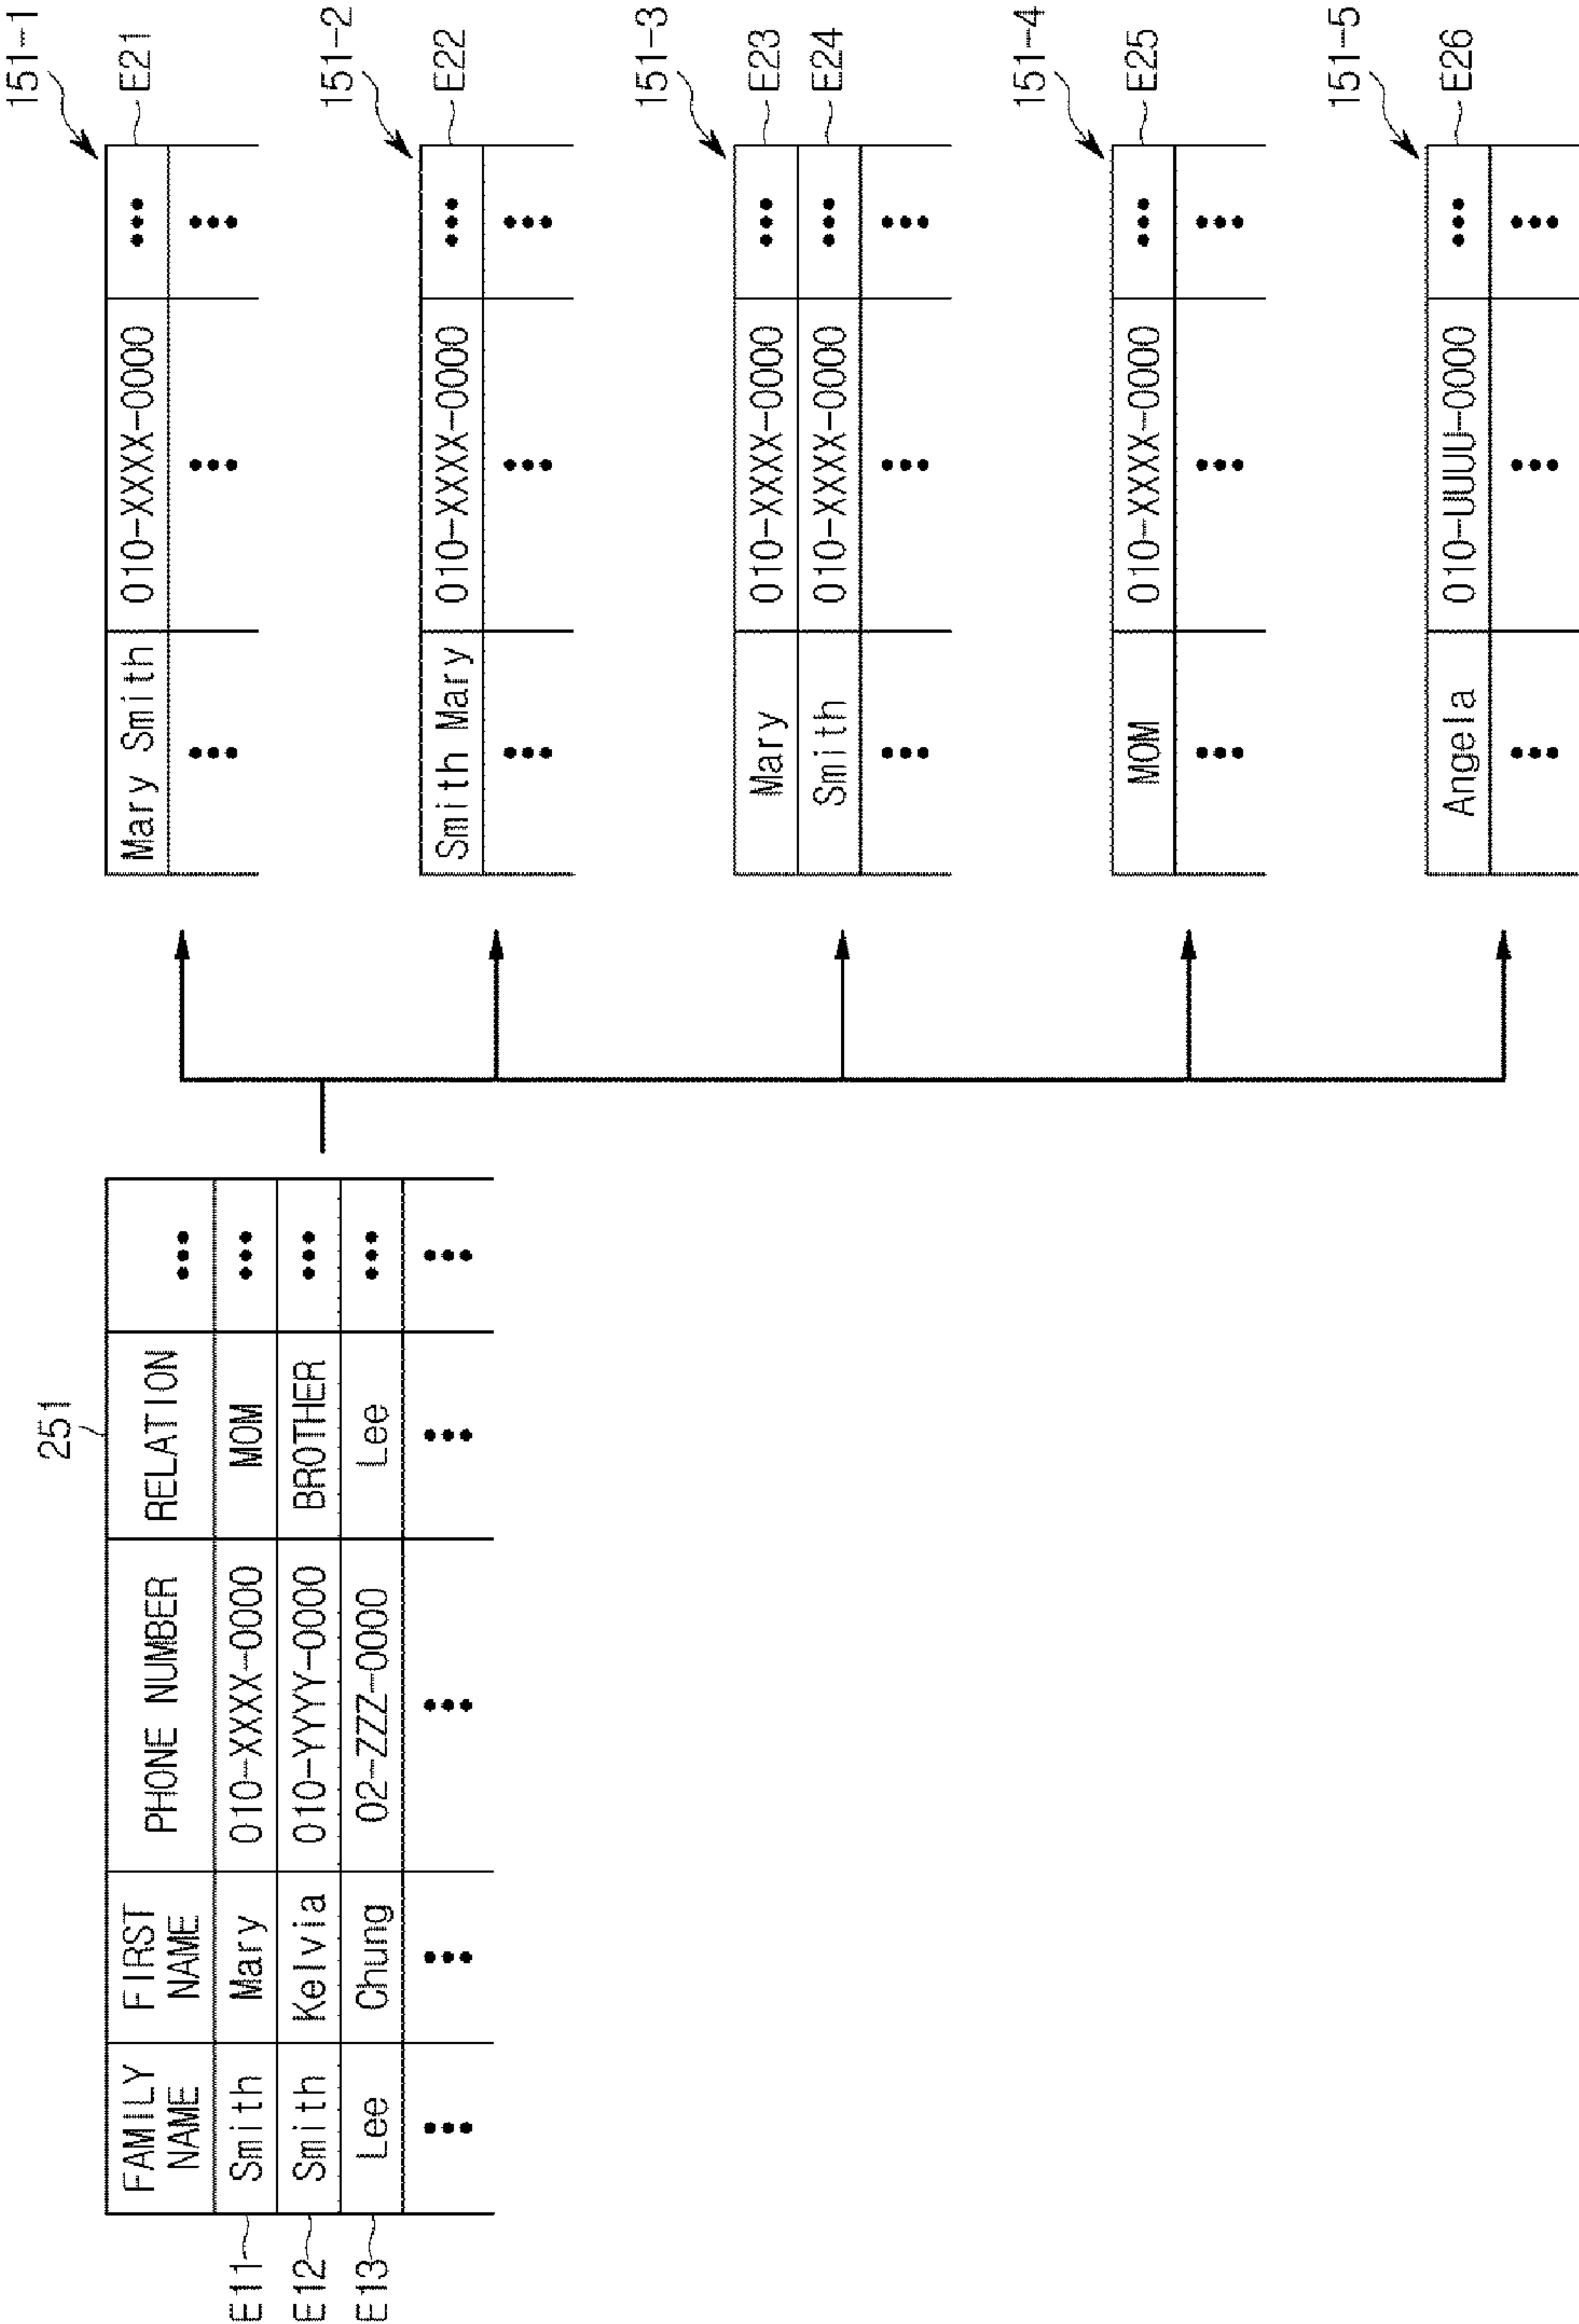 251
FAMILY NAME FIRST NAME PHONE NUMBER RELATION •••
E11 Smith Mary 010-XXXX-0000 MOM •••
E12 Smith Kelvia 010-YYYY-0000 BROTHER •••
E13 Lee Chung 02-ZZZ-0000 Lee •••
151-1
Mary Smith 010-XXXX-0000 ••• E21
151-2
Smith Mary 010-XXXX-0000 ••• E22
151-3
Mary 010-XXXX-0000 ••• E23
Smith 010-XXXX-0000 ••• E24
151-4
MOM 010-XXXX-0000 ••• E25
151-5
Angela 010-UUUU-0000 ••• E26